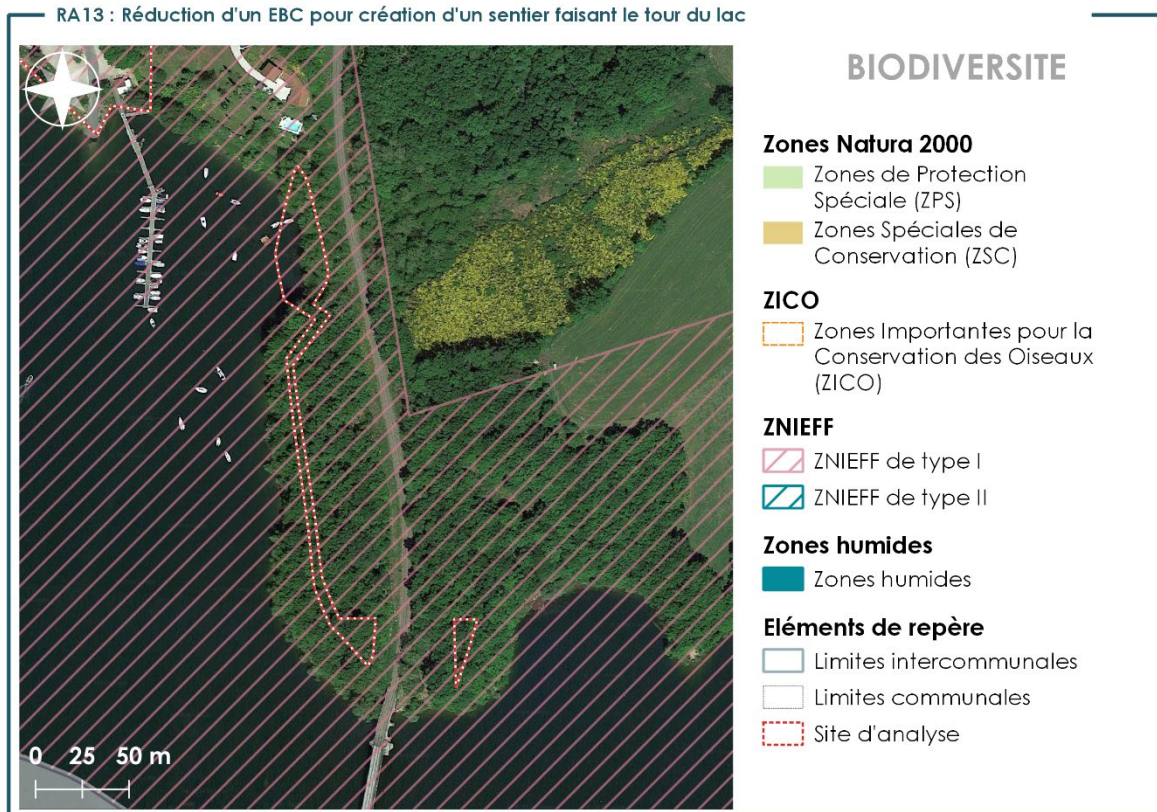 RA13 : Réduction d'un EBC pour création d'un sentier faisant le tour du lac
BIODIVERSITE
Zones Natura 2000
Zones de Protection
Spéciale (ZPS)
Zones Spéciales de
Conservation (ZSC)
ZICO
Zones Importantes pour la
Conservation des Oiseaux
(ZICO)
ZNIEFF
ZNIEFF de type I
ZNIEFF de type II
Zones humides
Zones humides
Eléments de repère
Limites intercommunales
Limites communales
Site d'analyse
0 25 50 m